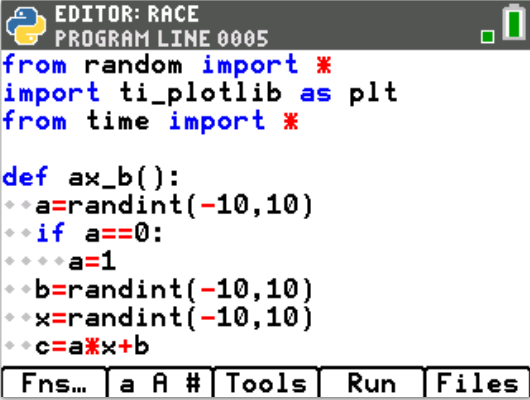 EDITOR: RACE
PROGRAM LINE 0005
from random import *
import ti_plotlib as plt
from time import *
def ax_b():
◆◆a=randint(-10,10)
◆◆if a==0:
◆◆◆◆a=1
◆◆b=randint(-10,10)
◆◆x=randint(-10,10)
◆◆c=a*x+b
Fns… a A # Tools Run Files